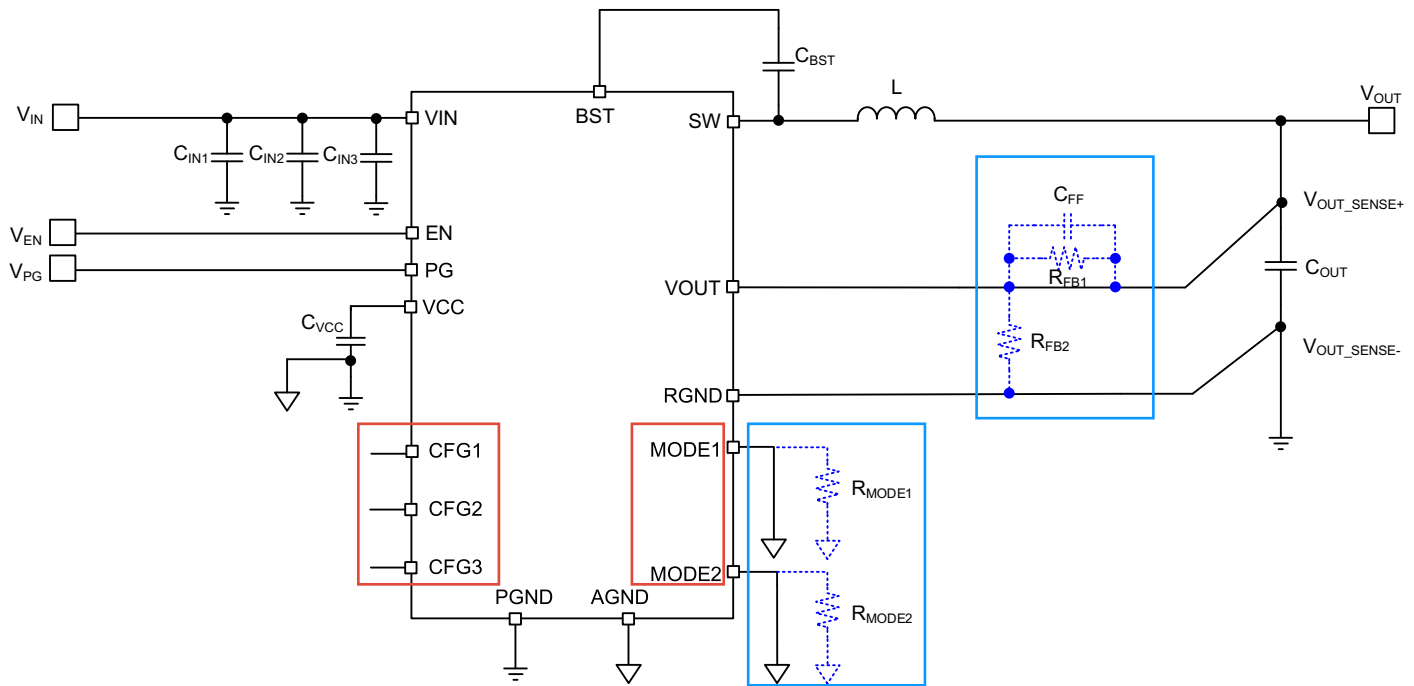 C_BST
L
V_OUT
V_IN
VIN
BST
SW
C_IN1
C_IN2
C_IN3
C_FF
V_OUT_SENSE+
V_EN
EN
V_PG
PG
R_FB1
C_OUT
VOUT
VCC
C_VCC
R_FB2
V_OUT_SENSE-
RGND
CFG1
MODE1
R_MODE1
CFG2
CFG3
MODE2
PGND
AGND
R_MODE2